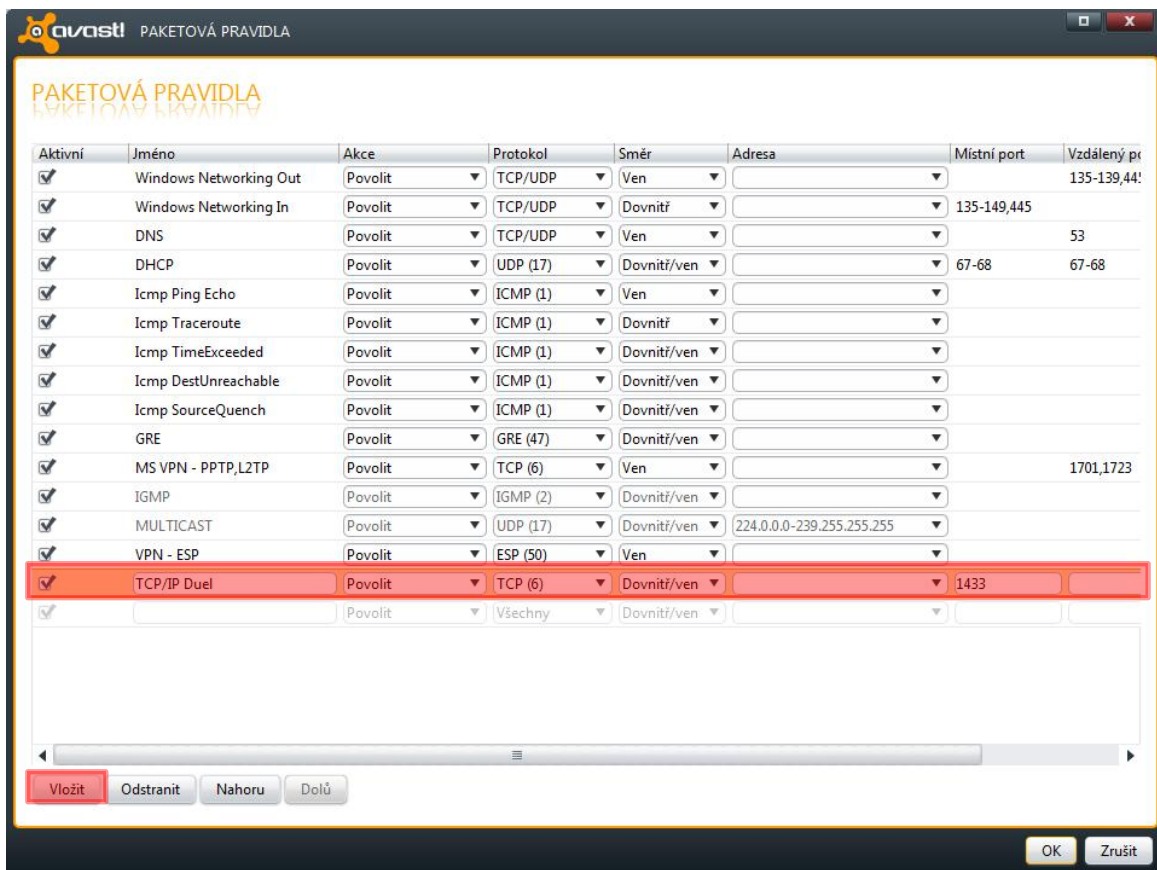 avast! PAKETOVÁ PRAVIDLA
PAKETOVÁ PRAVIDLA
Aktivní Jméno Akce Protokol Směr Adresa Místní port Vzdálený po
Windows Networking Out Povolit TCP/UDP Ven 135-139,445
Windows Networking In Povolit TCP/UDP Dovnitř 135-149,445
DNS Povolit TCP/UDP Ven 53
DHCP Povolit UDP (17) Dovnitř/ven 67-68 67-68
Icmp Ping Echo Povolit ICMP (1) Ven
Icmp Traceroute Povolit ICMP (1) Dovnitř
Icmp TimeExceeded Povolit ICMP (1) Dovnitř/ven
Icmp DestUnreachable Povolit ICMP (1) Dovnitř/ven
Icmp SourceQuench Povolit ICMP (1) Dovnitř/ven
GRE Povolit GRE (47) Dovnitř/ven
MS VPN - PPTP,L2TP Povolit TCP (6) Ven 1701,1723
IGMP Povolit IGMP (2) Dovnitř/ven
MULTICAST Povolit UDP (17) Dovnitř/ven 224.0.0.0-239.255.255.255
VPN - ESP Povolit ESP (50) Ven
TCP/IP Duel Povolit TCP (6) Dovnitř/ven 1433
Povolit Všechny Dovnitř/ven
Vložit Odstranit Nahoru Dolů
OK Zrušit